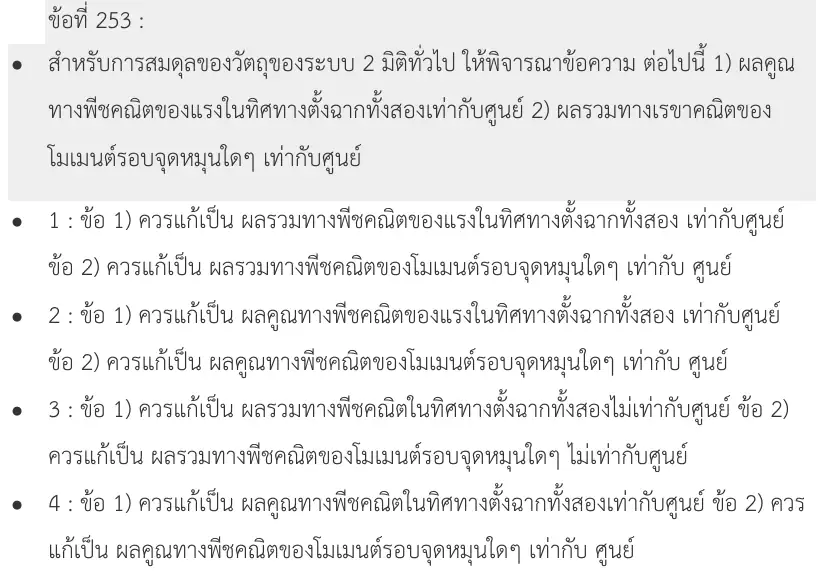 ข้อที่ 253 :
สำหรับการสมดุลของวัตถุของระบบ 2 มิติทั่วไป ให้พิจารณาข้อความ ต่อไปนี้ 1) ผลคูณ
ทางพีชคณิตของแรงในทิศทางตั้งฉากทั้งสองเท่ากับศูนย์ 2) ผลรวมทางเรขาคณิตของ
โมเมนต์รอบจุดหมุนใดๆ เท่ากับศูนย์
1 : ข้อ 1) ควรแก้เป็น ผลรวมทางพีชคณิตของแรงในทิศทางตั้งฉากทั้งสอง เท่ากับศูนย์
ข้อ 2) ควรแก้เป็น ผลรวมทางพีชคณิตของโมเมนต์รอบจุดหมุนใดๆ เท่ากับ ศูนย์
2 : ข้อ 1) ควรแก้เป็น ผลคูณทางพีชคณิตของแรงในทิศทางตั้งฉากทั้งสอง เท่ากับศูนย์
ข้อ 2) ควรแก้เป็น ผลคูณทางพีชคณิตของโมเมนต์รอบจุดหมุนใดๆ เท่ากับ ศูนย์
3 : ข้อ 1) ควรแก้เป็น ผลรวมทางพีชคณิตในทิศทางตั้งฉากทั้งสองไม่เท่ากับศูนย์ ข้อ 2)
ควรแก้เป็น ผลรวมทางพีชคณิตของโมเมนต์รอบจุดหมุนใดๆ ไม่เท่ากับศูนย์
4 : ข้อ 1) ควรแก้เป็น ผลคูณทางพีชคณิตในทิศทางตั้งฉากทั้งสองเท่ากับศูนย์ ข้อ 2) ควร
แก้เป็น ผลคูณทางพีชคณิตของโมเมนต์รอบจุดหมุนใดๆ เท่ากับ ศูนย์